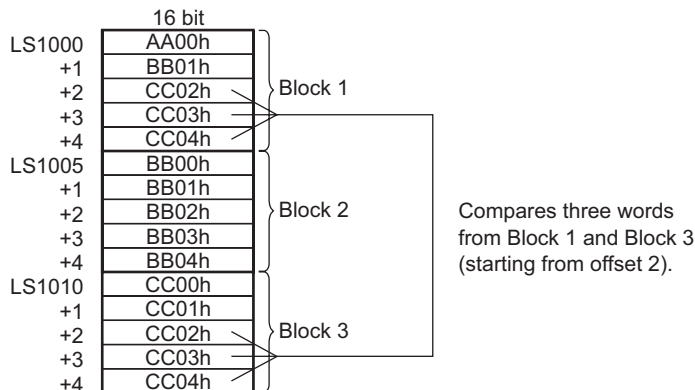 16 bit
LS1000 AA00h
+1 BB01h
+2 CC02h
Block 1
+3 CC03h
+4 CC04h
LS1005 BB00h
+1 BB01h
+2 BB02h
Block 2
+3 BB03h
+4 BB04h
LS1010 CC00h
+1 CC01h
+2 CC02h
Block 3
+3 CC03h
+4 CC04h
Compares three words
from Block 1 and Block 3
(starting from offset 2).